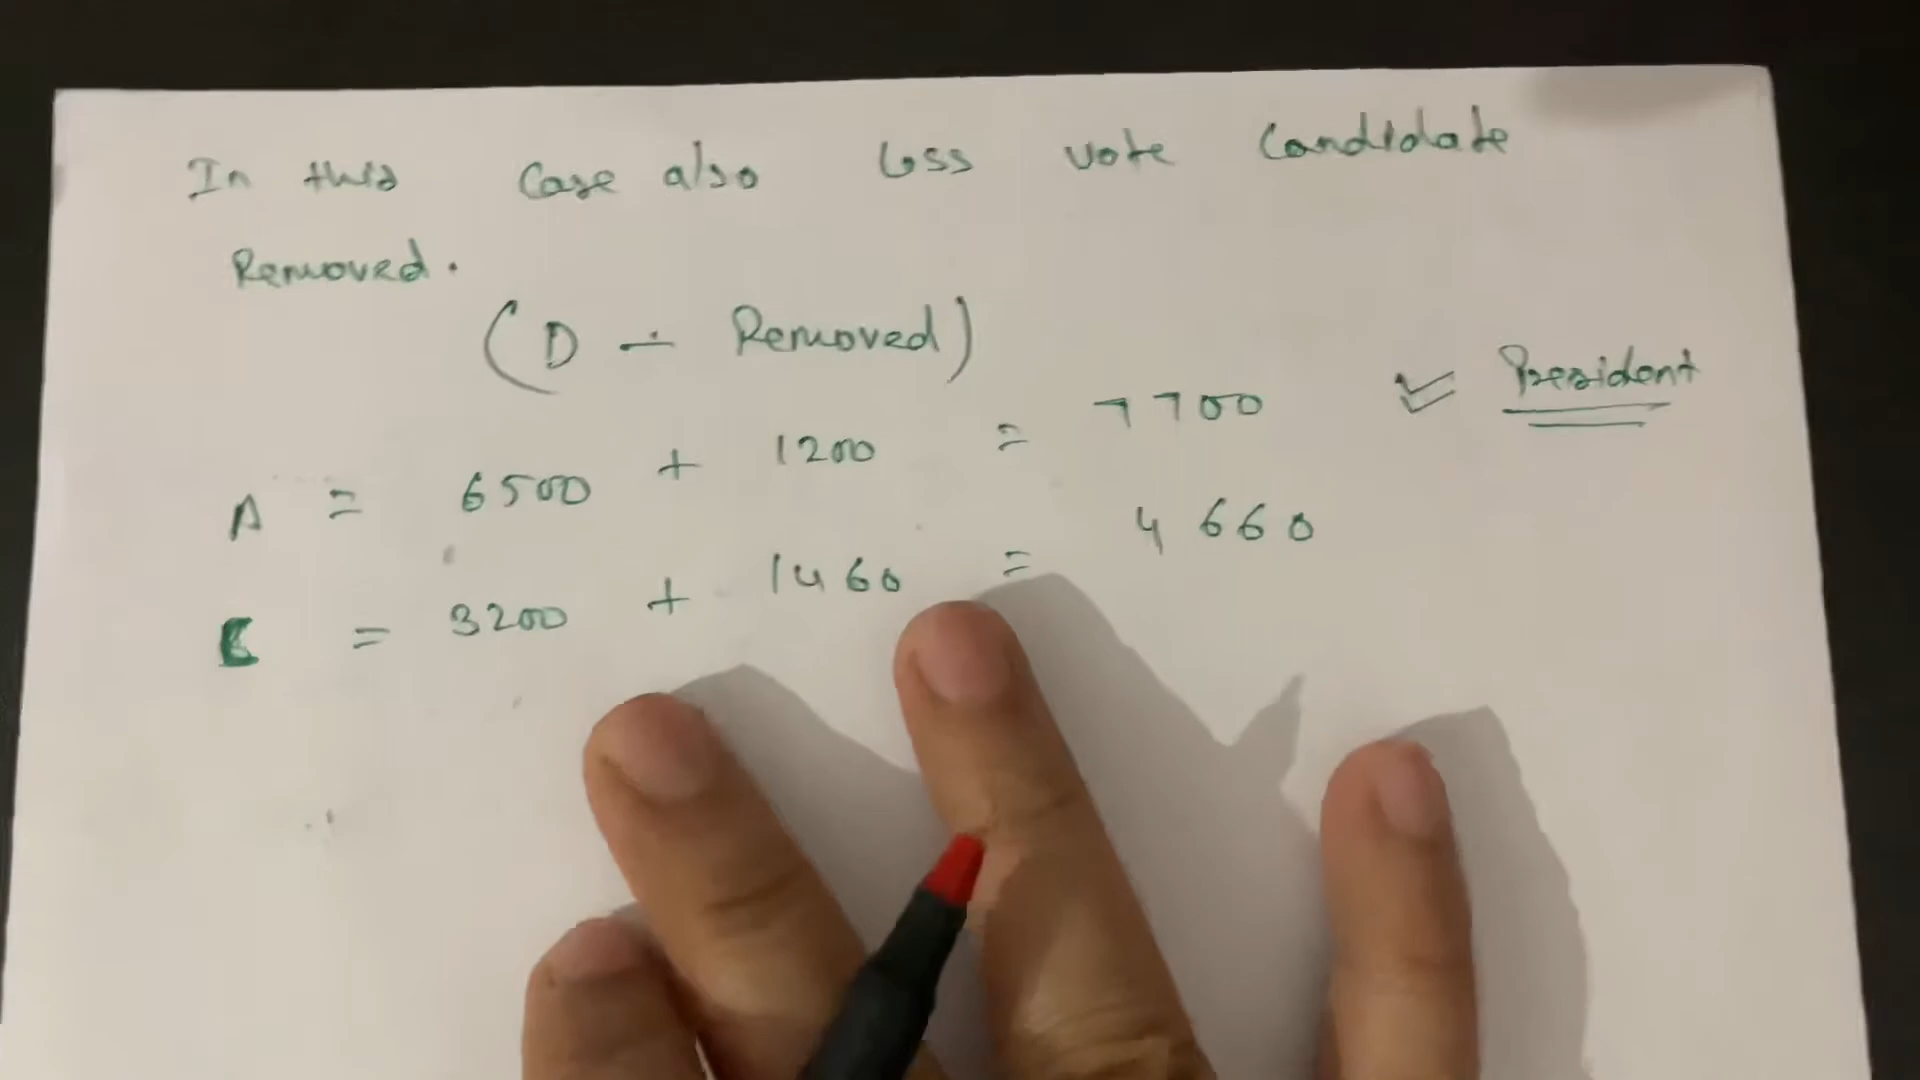 In this Case also Less vote Candidate
Removed.
(D - Removed)
A = 6500 + 1200 = 7700 President
= 3200 + 1460 = 4660